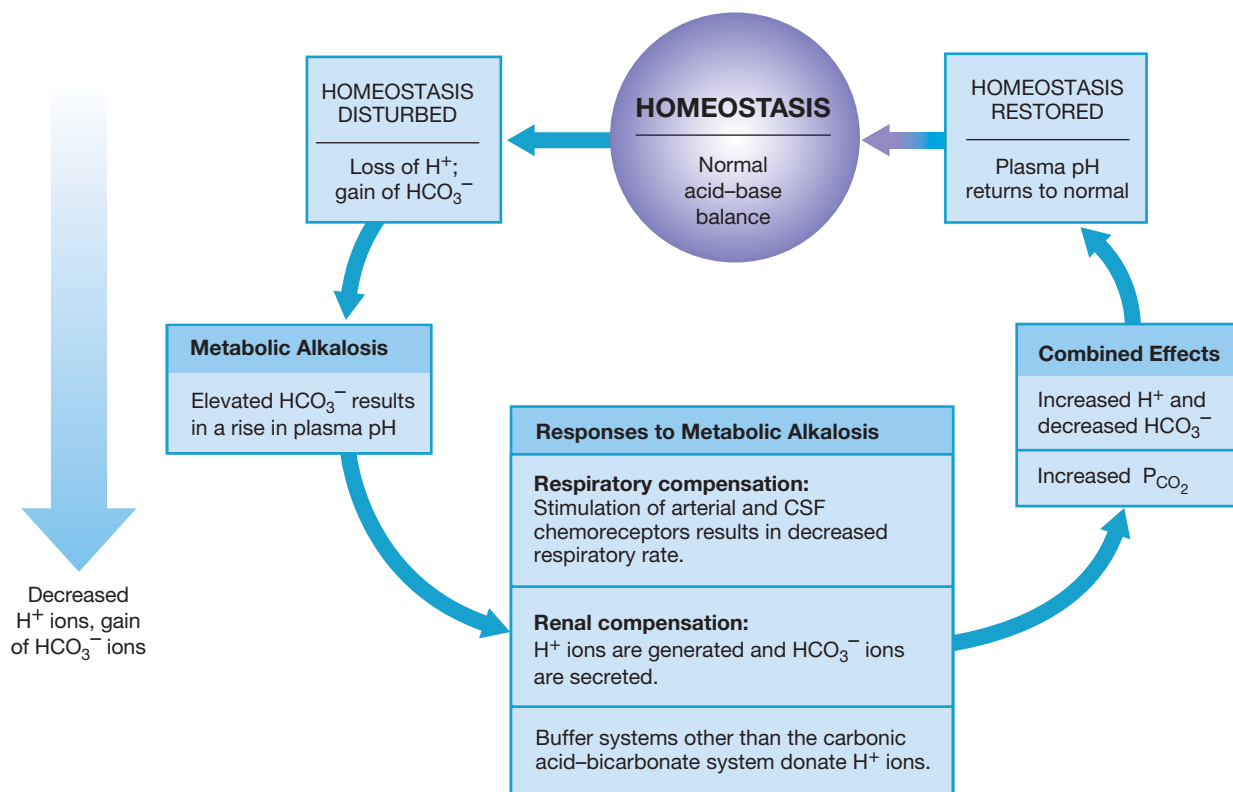 HOMEOSTASIS
DISTURBED
Loss of H⁺;
gain of HCO₃⁻
HOMEOSTASIS
Normal
acid–base
balance
HOMEOSTASIS
RESTORED
Plasma pH
returns to normal
Metabolic Alkalosis
Elevated HCO₃⁻ results
in a rise in plasma pH
Responses to Metabolic Alkalosis
Respiratory compensation:
Stimulation of arterial and CSF
chemoreceptors results in decreased
respiratory rate.
Renal compensation:
H⁺ ions are generated and HCO₃⁻ ions
are secreted.
Buffer systems other than the carbonic
acid–bicarbonate system donate H⁺ ions.
Combined Effects
Increased H⁺ and
decreased HCO₃⁻
Increased P_CO₂
Decreased
H⁺ ions, gain
of HCO₃⁻ ions